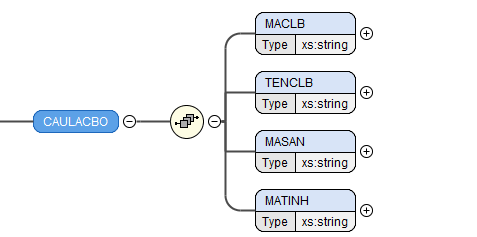 MACLB
Type xs:string
TENCLB
Type xs:string
CAULACBO
MASAN
Type xs:string
MATINH
Type xs:string